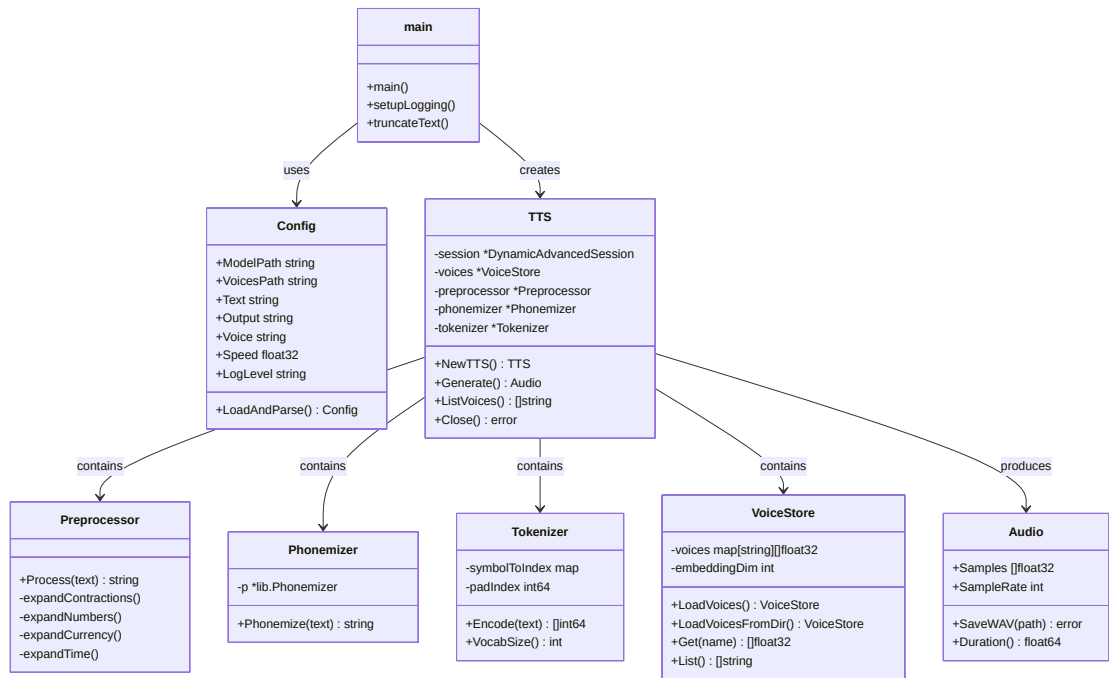 main
+main()
+setupLogging()
+truncateText()
uses
creates
Config
+ModelPath string
+VoicesPath string
+Text string
+Output string
+Voice string
+Speed float32
+LogLevel string
+LoadAndParse() : Config
TTS
-session *DynamicAdvancedSession
-voices *VoiceStore
-preprocessor *Preprocessor
-phonemizer *Phonemizer
-tokenizer *Tokenizer
+NewTTS() : TTS
+Generate() : Audio
+ListVoices() : []string
+Close() : error
contains
contains
contains
contains
produces
Preprocessor
+Process(text) : string
-expandContractions()
-expandNumbers()
-expandCurrency()
-expandTime()
Phonemizer
-p *lib.Phonemizer
+Phonemize(text) : string
Tokenizer
-symbolToIndex map
-padIndex int64
+Encode(text) : []int64
+VocabSize() : int
VoiceStore
-voices map[string][]float32
-embeddingDim int
+LoadVoices() : VoiceStore
+LoadVoicesFromDir() : VoiceStore
+Get(name) : []float32
+List() : []string
Audio
+Samples []float32
+SampleRate int
+SaveWAV(path) : error
+Duration() : float64